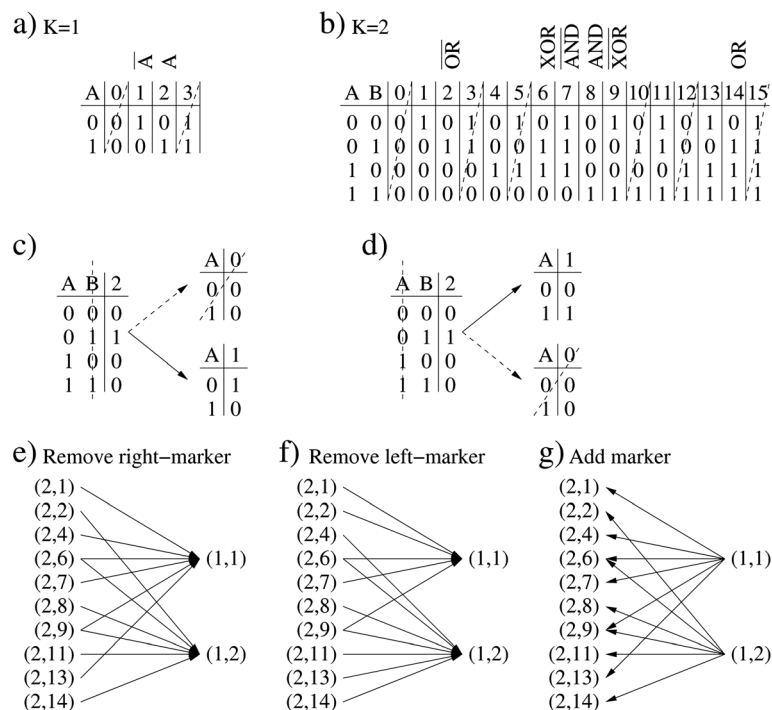 a) K=1
A̅ A
A 0 1 2 3
0 0 1 0 1
1 0 0 1 1
b) K=2
O̅R̅ XOR A̅N̅D̅ AND X̅O̅R̅ OR
A B 0 1 2 3 4 5 6 7 8 9 10 11 12 13 14 15
0 0 0 1 0 1 0 1 0 1 0 1 0 1 0 1 0 1
0 1 0 0 1 1 0 0 1 1 0 0 1 1 0 0 1 1
1 0 0 0 0 0 1 1 1 1 0 0 0 0 1 1 1 1
1 1 0 0 0 0 0 0 0 0 1 1 1 1 1 1 1 1
c)
A B 2
0 0 0
0 1 1
1 0 0
1 1 0
A 0
0 0
1 0
A 1
0 1
1 0
d)
A B 2
0 0 0
0 1 1
1 0 0
1 1 0
A 1
0 0
1 1
A 0
0 0
1 0
e) Remove right−marker
(2,1)
(2,2)
(2,4)
(2,6)
(2,7)
(2,8)
(2,9)
(2,11)
(2,13)
(2,14)
(1,1)
(1,2)
f) Remove left−marker
(2,1)
(2,2)
(2,4)
(2,6)
(2,7)
(2,8)
(2,9)
(2,11)
(2,13)
(2,14)
(1,1)
(1,2)
g) Add marker
(2,1)
(2,2)
(2,4)
(2,6)
(2,7)
(2,8)
(2,9)
(2,11)
(2,13)
(2,14)
(1,1)
(1,2)